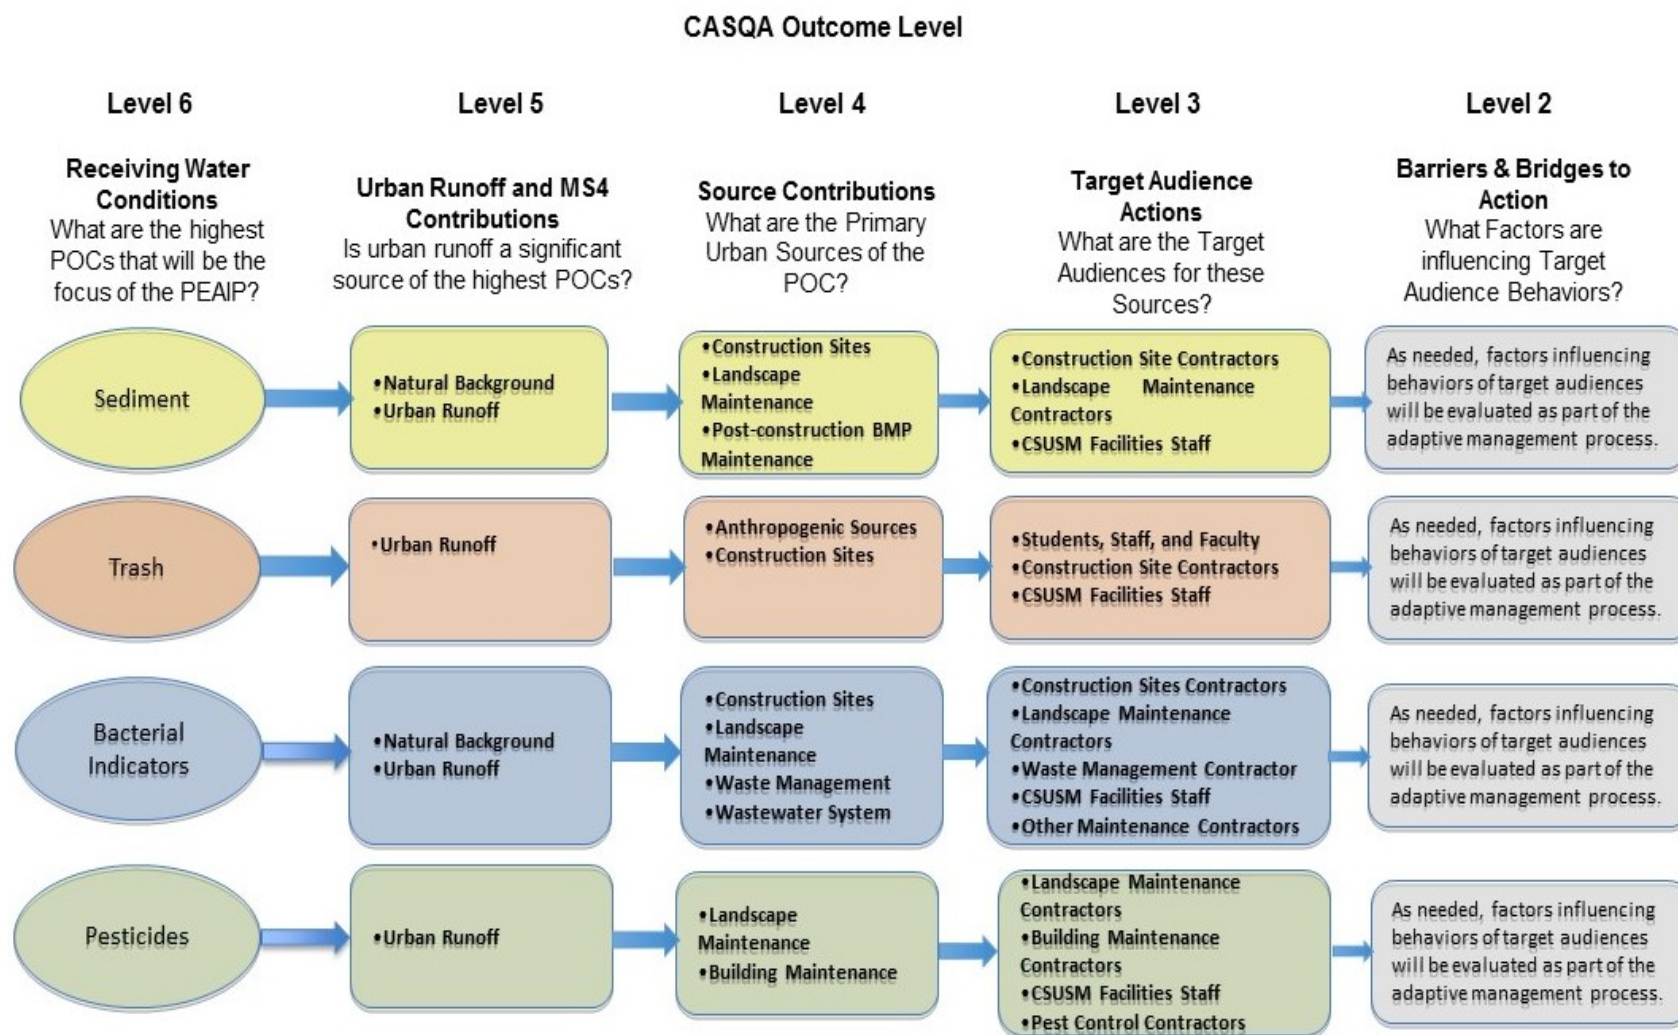 CASQA Outcome Level
Level 6
Level 5
Level 4
Level 3
Level 2
Receiving Water
Conditions
What are the highest
POCs that will be the
focus of the PEAIP?
Urban Runoff and MS4
Contributions
Is urban runoff a significant
source of the highest POCs?
Source Contributions
What are the Primary
Urban Sources of the
POC?
Target Audience
Actions
What are the Target
Audiences for these
Sources?
Barriers & Bridges to
Action
What Factors are
influencing Target
Audience Behaviors?
Sediment
•Natural Background
•Urban Runoff
•Construction Sites
•Landscape
Maintenance
•Post-construction BMP
Maintenance
•Construction Site Contractors
•Landscape Maintenance
Contractors
•CSUSM Facilities Staff
As needed, factors influencing
behaviors of target audiences
will be evaluated as part of the
adaptive management process.
Trash
•Urban Runoff
•Anthropogenic Sources
•Construction Sites
•Students, Staff, and Faculty
•Construction Site Contractors
•CSUSM Facilities Staff
As needed, factors influencing
behaviors of target audiences
will be evaluated as part of the
adaptive management process.
Bacterial
Indicators
•Natural Background
•Urban Runoff
•Construction Sites
•Landscape
Maintenance
•Waste Management
•Wastewater System
•Construction Sites Contractors
•Landscape Maintenance
Contractors
•Waste Management Contractor
•CSUSM Facilities Staff
•Other Maintenance Contractors
As needed, factors influencing
behaviors of target audiences
will be evaluated as part of the
adaptive management process.
Pesticides
•Urban Runoff
•Landscape
Maintenance
•Building Maintenance
•Landscape Maintenance
Contractors
•Building Maintenance
Contractors
•CSUSM Facilities Staff
•Pest Control Contractors
As needed, factors influencing
behaviors of target audiences
will be evaluated as part of the
adaptive management process.